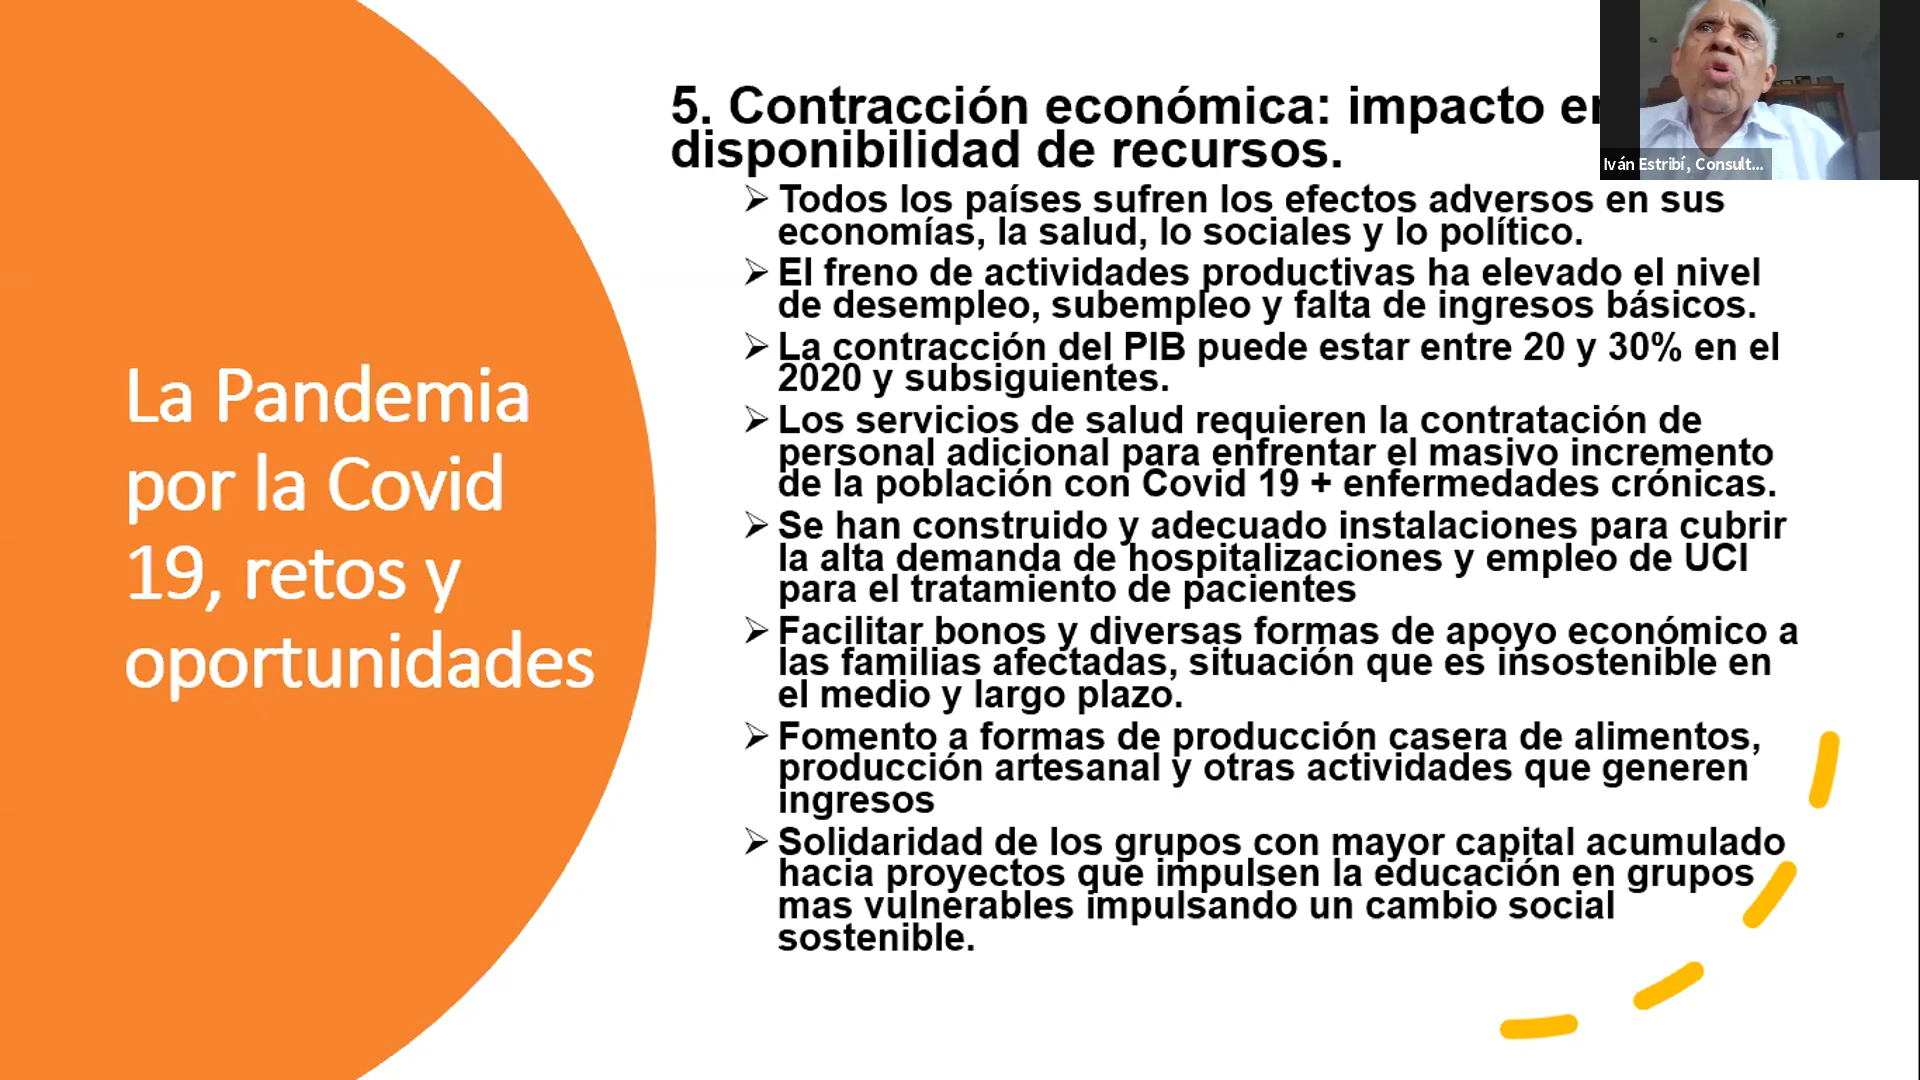 La Pandemia
por la Covid
19, retos y
oportunidades
5. Contracción económica: impacto en
disponibilidad de recursos.
Todos los países sufren los efectos adversos en sus
economías, la salud, lo sociales y lo político.
El freno de actividades productivas ha elevado el nivel
de desempleo, subempleo y falta de ingresos básicos.
La contracción del PIB puede estar entre 20 y 30% en el
2020 y subsiguientes.
Los servicios de salud requieren la contratación de
personal adicional para enfrentar el masivo incremento
de la población con Covid 19 + enfermedades crónicas.
Se han construido y adecuado instalaciones para cubrir
la alta demanda de hospitalizaciones y empleo de UCI
para el tratamiento de pacientes
Facilitar bonos y diversas formas de apoyo económico a
las familias afectadas, situación que es insostenible en
el medio y largo plazo.
Fomento a formas de producción casera de alimentos,
producción artesanal y otras actividades que generen
ingresos
Solidaridad de los grupos con mayor capital acumulado
hacia proyectos que impulsen la educación en grupos
mas vulnerables impulsando un cambio social
sostenible.
Iván Estribí, Consult...